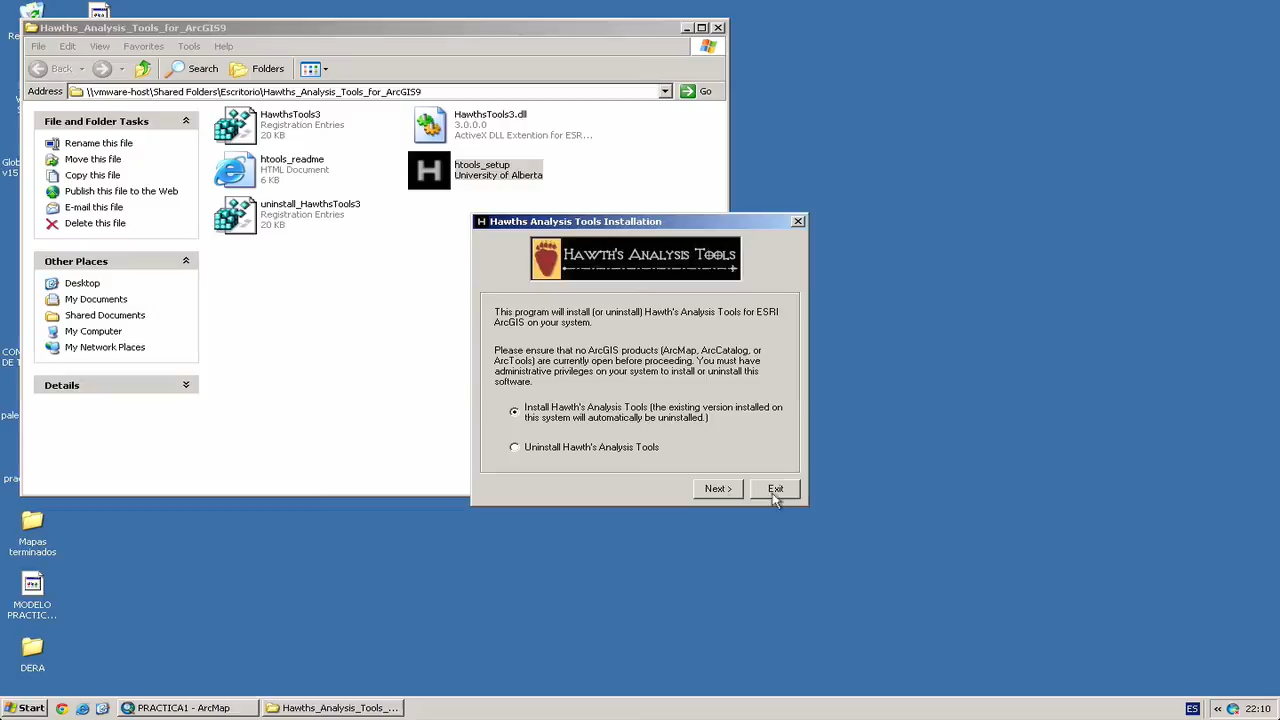 Hawths_Analysis_Tools_for_ArcGIS9
File Edit View Favorites Tools Help
Back Search Folders
Address \\vmware-host\Shared Folders\Escritorio\Hawths_Analysis_Tools_for_ArcGIS9 Go
File and Folder Tasks
Rename this file
Move this file
Copy this file
Publish this file to the Web
E-mail this file
Delete this file
Other Places
Desktop
My Documents
Shared Documents
My Computer
My Network Places
Details
HawthsTools3
Registration Entries
20 KB
HawthsTools3.dll
3.0.0.0
ActiveX DLL Extention for ESR...
htools_readme
HTML Document
6 KB
H
htools_setup
University of Alberta
uninstall_HawthsTools3
Registration Entries
20 KB
H Hawths Analysis Tools Installation
HAWTH'S ANALYSIS TOOLS
This program will install (or uninstall) Hawth's Analysis Tools for ESRI
ArcGIS on your system.
Please ensure that no ArcGIS products (ArcMap, ArcCatalog, or
ArcTools) are currently open before proceeding. You must have
administrative privileges on your system to install or uninstall this
software.
Install Hawth's Analysis Tools (the existing version installed on
this system will automatically be uninstalled.)
Uninstall Hawth's Analysis Tools
Next >
Exit
Re
Glob
v15
CON
DE T
pale
prac
Mapas
terminados
MODELO
PRACTIC...
DERA
Start
PRACTICA1 - ArcMap
Hawths_Analysis_Tools_...
ES
«
22:10